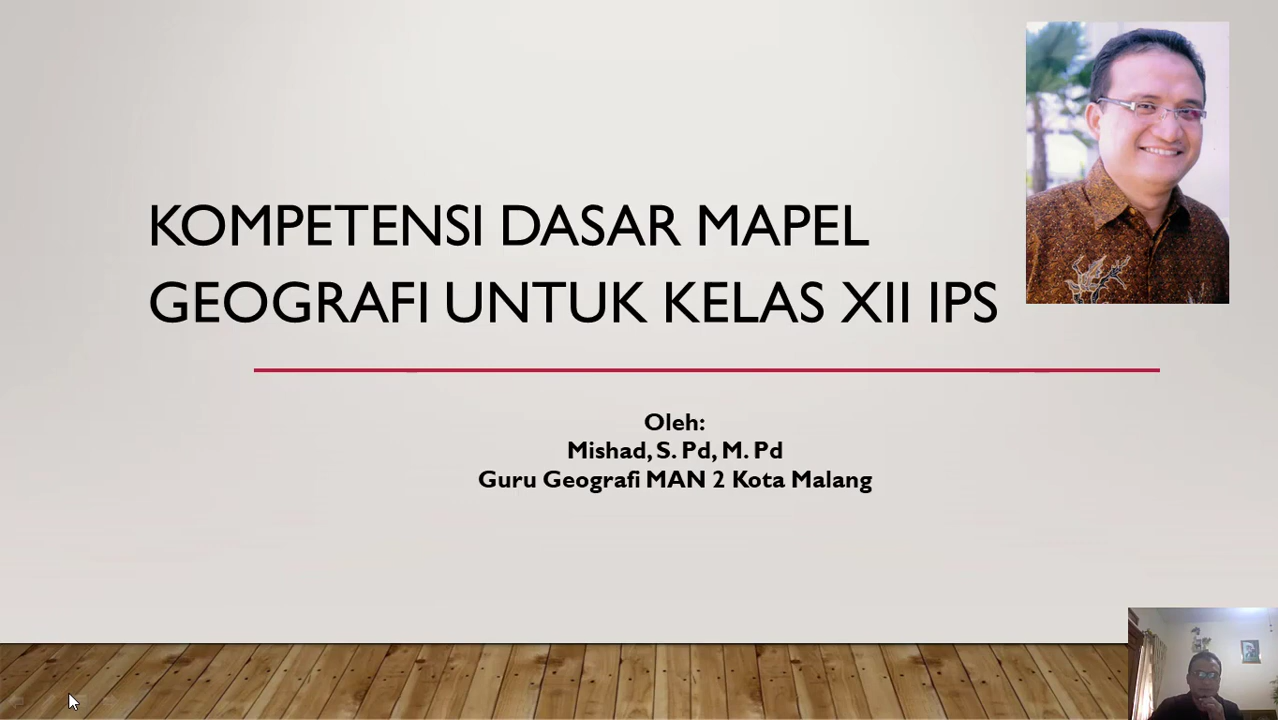 KOMPETENSI DASAR MAPEL
GEOGRAFI UNTUK KELAS XII IPS
Oleh:
Mishad, S. Pd, M. Pd
Guru Geografi MAN 2 Kota Malang